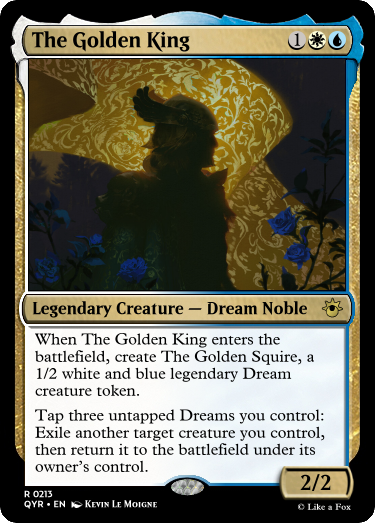 The Golden King 1
Legendary Creature — Dream Noble
When The Golden King enters the
battlefield, create The Golden Squire, a
1/2 white and blue legendary Dream
creature token.
Tap three untapped Dreams you control:
Exile another target creature you control,
then return it to the battlefield under its
owner's control.
2/2
R 0213
QYR • EN Kevin Le Moigne
© Like a Fox